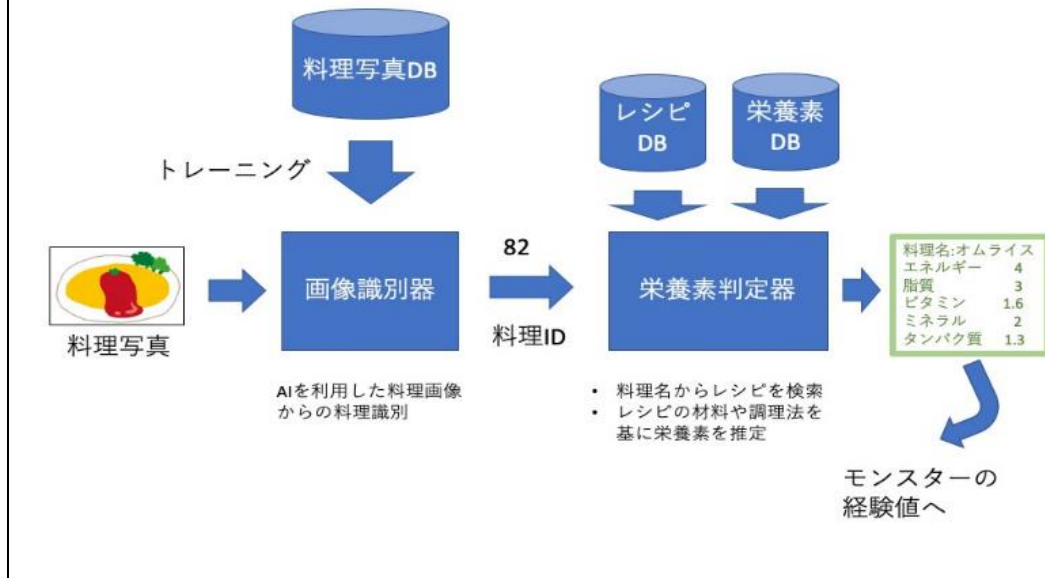 料理写真DB
レシピ
DB
栄養素
DB
トレーニング
料理写真
画像識別器
82
料理ID
栄養素判定器
料理名:オムライス
エネルギー 4
脂質 3
ビタミン 1.6
ミネラル 2
タンパク質 1.3
AIを利用した料理画像
からの料理識別
• 料理名からレシピを検索
• レシピの材料や調理法を
基に栄養素を推定
モンスターの
経験値へ